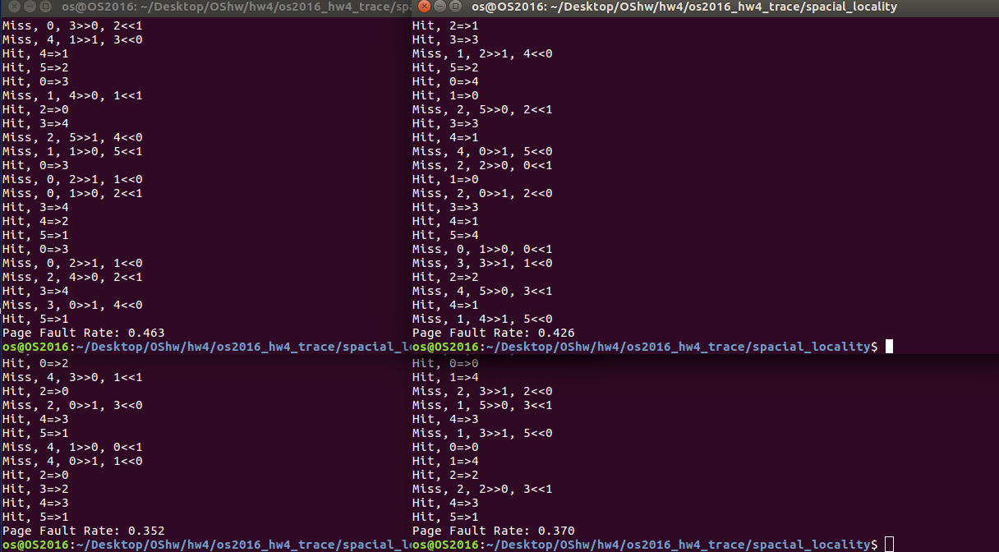 os@OS2016: ~/Desktop/OShw/hw4/os2016_hw4_trace/spa
Miss, 0, 3>>0, 2<<1
Miss, 4, 1>>1, 3<<0
Hit, 4=>1
Hit, 5=>2
Hit, 0=>3
Miss, 1, 4>>0, 1<<1
Hit, 2=>0
Hit, 3=>4
Miss, 2, 5>>1, 4<<0
Miss, 1, 1>>0, 5<<1
Hit, 0=>3
Miss, 0, 2>>1, 1<<0
Miss, 0, 1>>0, 2<<1
Hit, 3=>4
Hit, 4=>2
Hit, 5=>1
Hit, 0=>3
Miss, 0, 2>>1, 1<<0
Miss, 2, 4>>0, 2<<1
Hit, 3=>4
Miss, 3, 0>>1, 4<<0
Hit, 5=>1
Page Fault Rate: 0.463
os@OS2016:~/Desktop/OShw/hw4/os2016_hw4_trace/spacial_lo
os@OS2016: ~/Desktop/OShw/hw4/os2016_hw4_trace/spacial_locality
Hit, 2=>1
Hit, 3=>3
Miss, 1, 2>>1, 4<<0
Hit, 5=>2
Hit, 0=>4
Hit, 1=>0
Miss, 2, 5>>0, 2<<1
Hit, 3=>3
Hit, 4=>1
Miss, 4, 0>>1, 5<<0
Miss, 2, 2>>0, 0<<1
Hit, 1=>0
Miss, 2, 0>>1, 2<<0
Hit, 3=>3
Hit, 4=>1
Hit, 5=>4
Miss, 0, 1>>0, 0<<1
Miss, 3, 3>>1, 1<<0
Hit, 2=>2
Miss, 4, 5>>0, 3<<1
Hit, 4=>1
Miss, 1, 4>>1, 5<<0
Page Fault Rate: 0.426
os@OS2016:~/Desktop/OShw/hw4/os2016_hw4_trace/spacial_locality$
Hit, 0=>2
Miss, 4, 3>>0, 1<<1
Hit, 2=>0
Miss, 2, 0>>1, 3<<0
Hit, 4=>3
Hit, 5=>1
Miss, 4, 1>>0, 0<<1
Miss, 4, 0>>1, 1<<0
Hit, 2=>0
Hit, 3=>2
Hit, 4=>3
Hit, 5=>1
Page Fault Rate: 0.352
os@OS2016:~/Desktop/OShw/hw4/os2016_hw4_trace/spacial_lo
Hit, 0=>0
Hit, 1=>4
Miss, 2, 3>>1, 2<<0
Miss, 1, 5>>0, 3<<1
Hit, 4=>3
Miss, 1, 3>>1, 5<<0
Hit, 0=>0
Hit, 1=>4
Hit, 2=>2
Miss, 2, 2>>0, 3<<1
Hit, 4=>3
Hit, 5=>1
Page Fault Rate: 0.370
os@OS2016:~/Desktop/OShw/hw4/os2016_hw4_trace/spacial_locality$